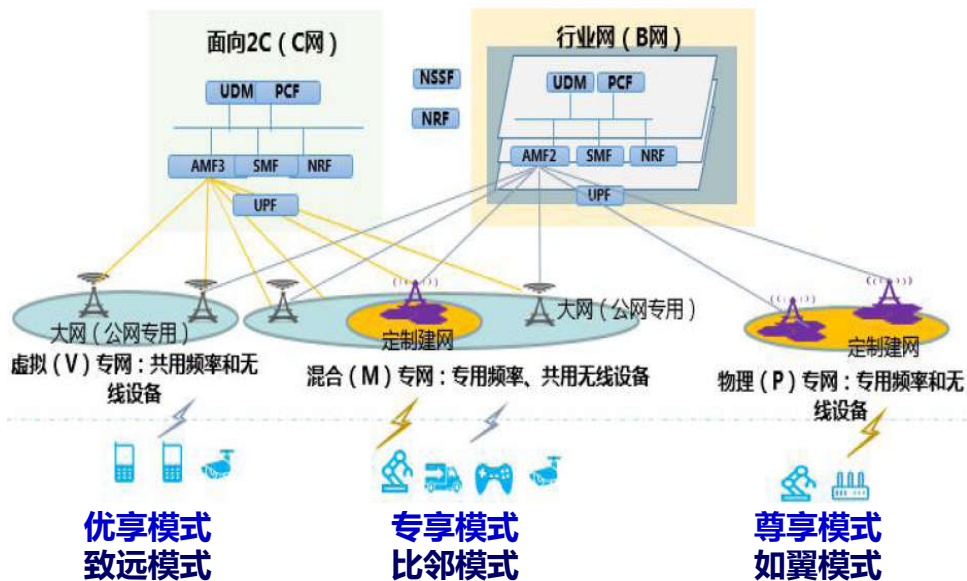 面向2C（C网）
UDM PCF
AMF3 SMF NRF
UPF
NSSF
NRF
行业网（B网）
UDM PCF
AMF2 SMF NRF
UPF
大网（公网专用）
虚拟（V）专网：共用频率和无
线设备
定制建网
大网（公网专用）
混合（M）专网：专用频率、共用无线设备
定制建网
物理（P）专网：专用频率和无
线设备
优享模式
致远模式
专享模式
比邻模式
尊享模式
如翼模式